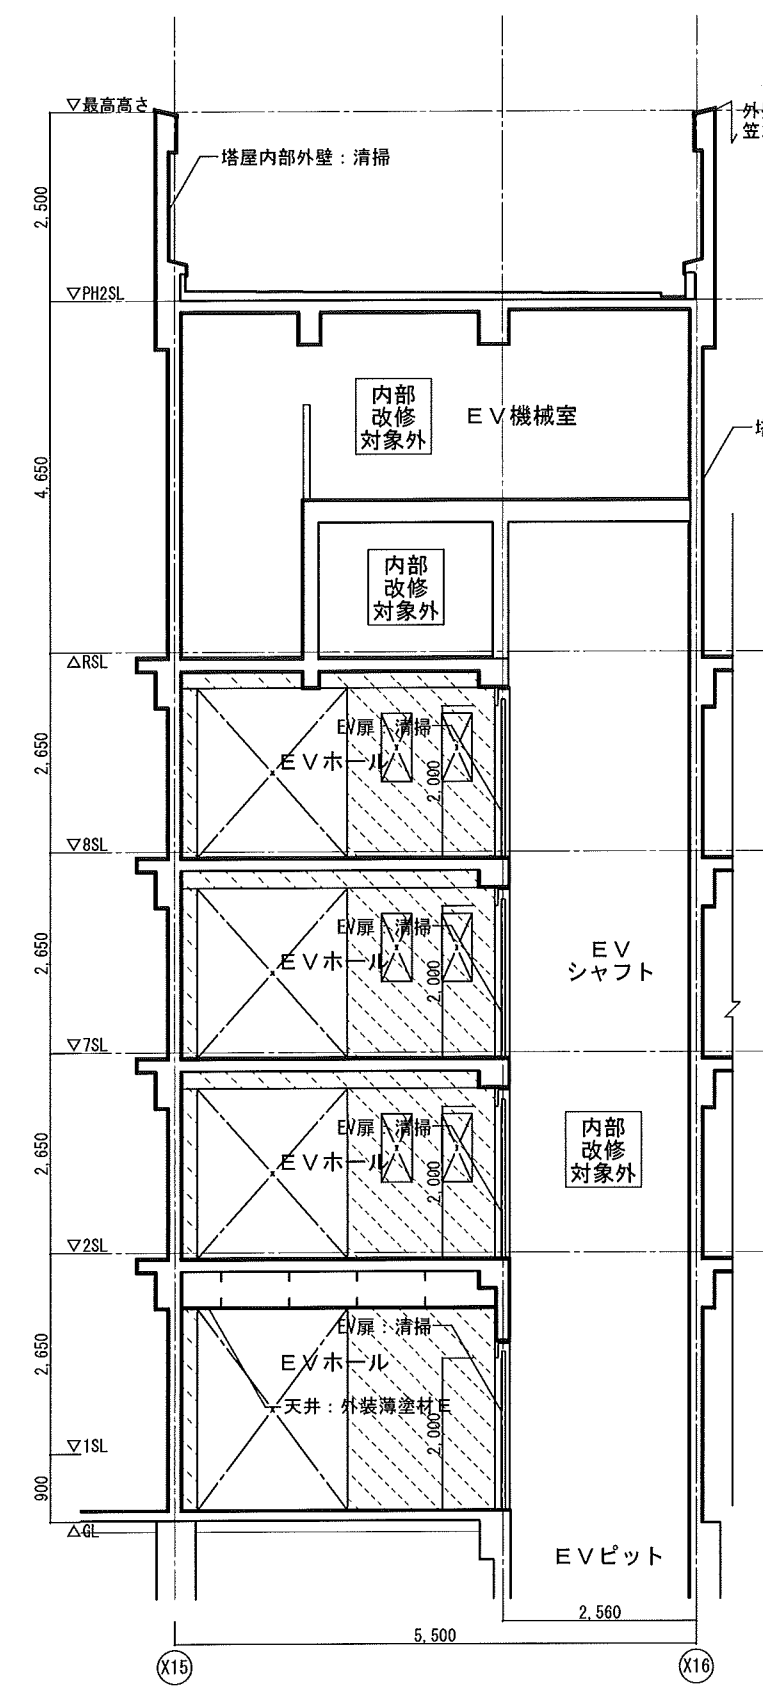 ▽最高高さ
外
笠
塔屋内部外壁：清掃
2,500
▽PH2SL
内部
改修
対象外
ＥＶ機械室
塔
4,650
内部
改修
対象外
△RSL
EV扉：清掃
ＥＶホール
2,000
2,650
▽8SL
EV扉：清掃
ＥＶホール
2,000
2,650
ＥＶ
シャフト
▽7SL
EV扉：清掃
ＥＶホール
2,000
2,650
内部
改修
対象外
▽2SL
EV扉：清掃
ＥＶホール
2,650
天井：外装薄塗材Ｅ
2,000
▽1SL
900
△GL
ＥＶピット
2,560
5,500
X15
X16